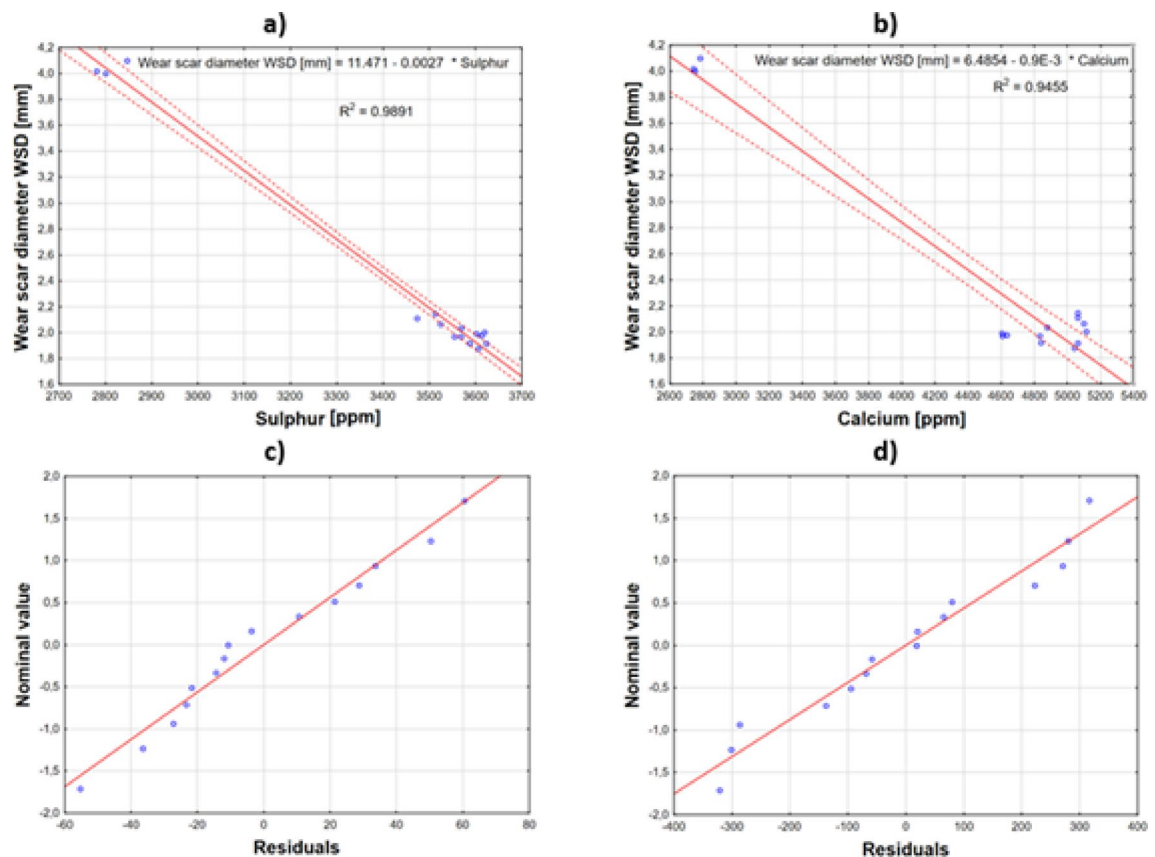 a)
Wear scar diameter WSD [mm] = 11.471 - 0.0027 * Sulphur
R² = 0.9891
Wear scar diameter WSD [mm]
4,2
4,0
3,8
3,6
3,4
3,2
3,0
2,8
2,6
2,4
2,2
2,0
1,8
1,6
2700 2800 2900 3000 3100 3200 3300 3400 3500 3600 3700
Sulphur [ppm]
b)
Wear scar diameter WSD [mm] = 6.4854 - 0.9E-3 * Calcium
R² = 0.9455
Wear scar diameter WSD [mm]
4,2
4,0
3,8
3,6
3,4
3,2
3,0
2,8
2,6
2,4
2,2
2,0
1,8
1,6
2600 2800 3000 3200 3400 3600 3800 4000 4200 4400 4600 4800 5000 5200 5400
Calcium [ppm]
c)
Nominal value
2,0
1,5
1,0
0,5
0,0
-0,5
-1,0
-1,5
-2,0
-60 -40 -20 0 20 40 60 80
Residuals
d)
Nominal value
2,0
1,5
1,0
0,5
0,0
-0,5
-1,0
-1,5
-2,0
-400 -300 -200 -100 0 100 200 300 400
Residuals